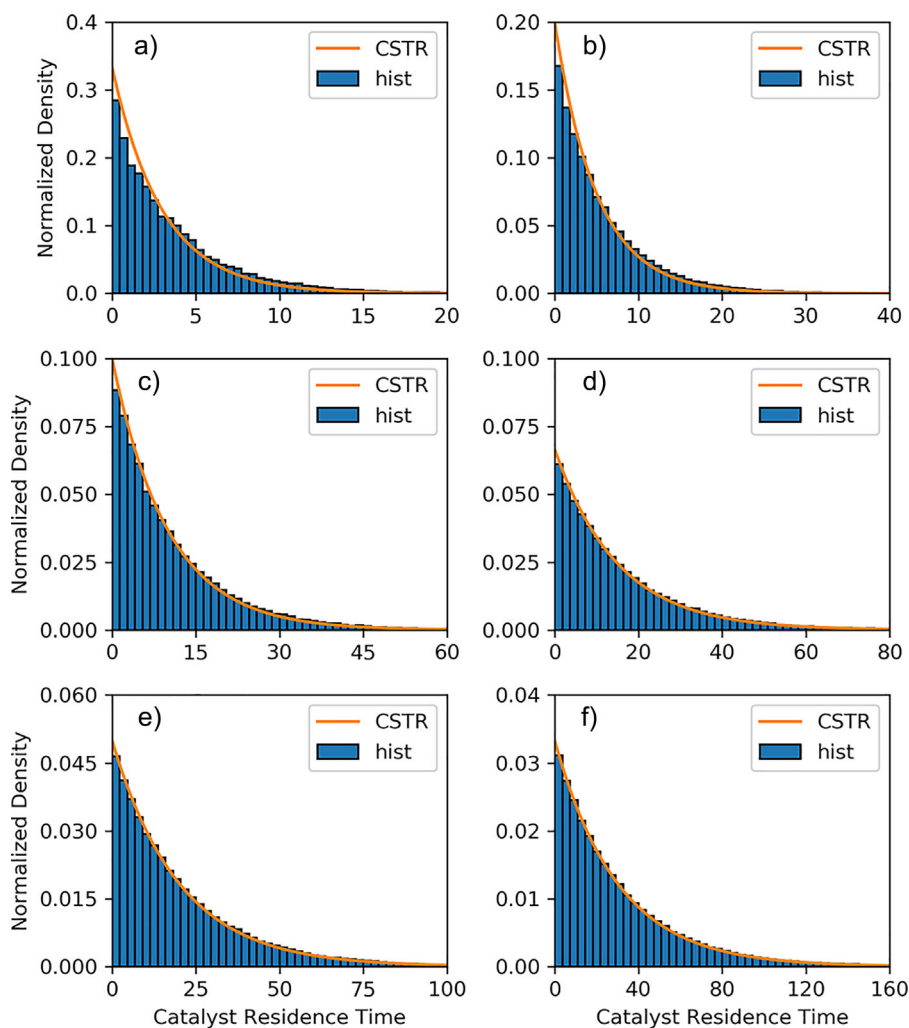 a)
CSTR
hist
Normalized Density
0.4
0.3
0.2
0.1
0.0
0 5 10 15 20
b)
CSTR
hist
0.20
0.15
0.10
0.05
0.00
0 10 20 30 40
c)
CSTR
hist
Normalized Density
0.100
0.075
0.050
0.025
0.000
0 15 30 45 60
d)
CSTR
hist
0.100
0.075
0.050
0.025
0.000
0 20 40 60 80
e)
CSTR
hist
Normalized Density
0.060
0.045
0.030
0.015
0.000
0 25 50 75 100
Catalyst Residence Time
f)
CSTR
hist
0.04
0.03
0.02
0.01
0.00
0 40 80 120 160
Catalyst Residence Time